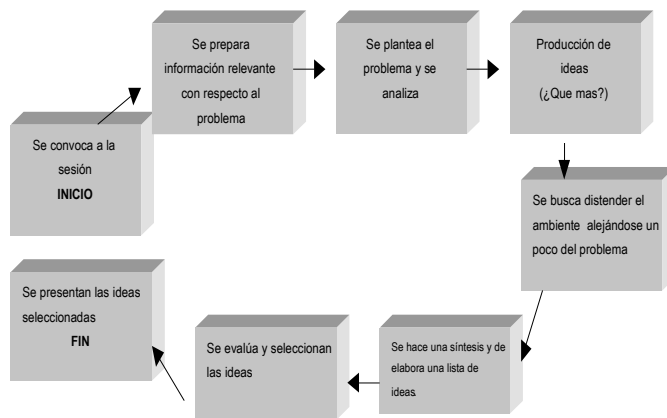 Se convoca a la
sesión
INICIO
Se prepara
información relevante
con respecto al
problema
Se plantea el
problema y se
analiza
Producción de
ideas
(¿Que mas?)
Se busca distender el
ambiente alejándose un
poco del problema
Se hace una síntesis y de
elabora una lista de
ideas.
Se evalúa y seleccionan
las ideas
Se presentan las ideas
seleccionadas
FIN